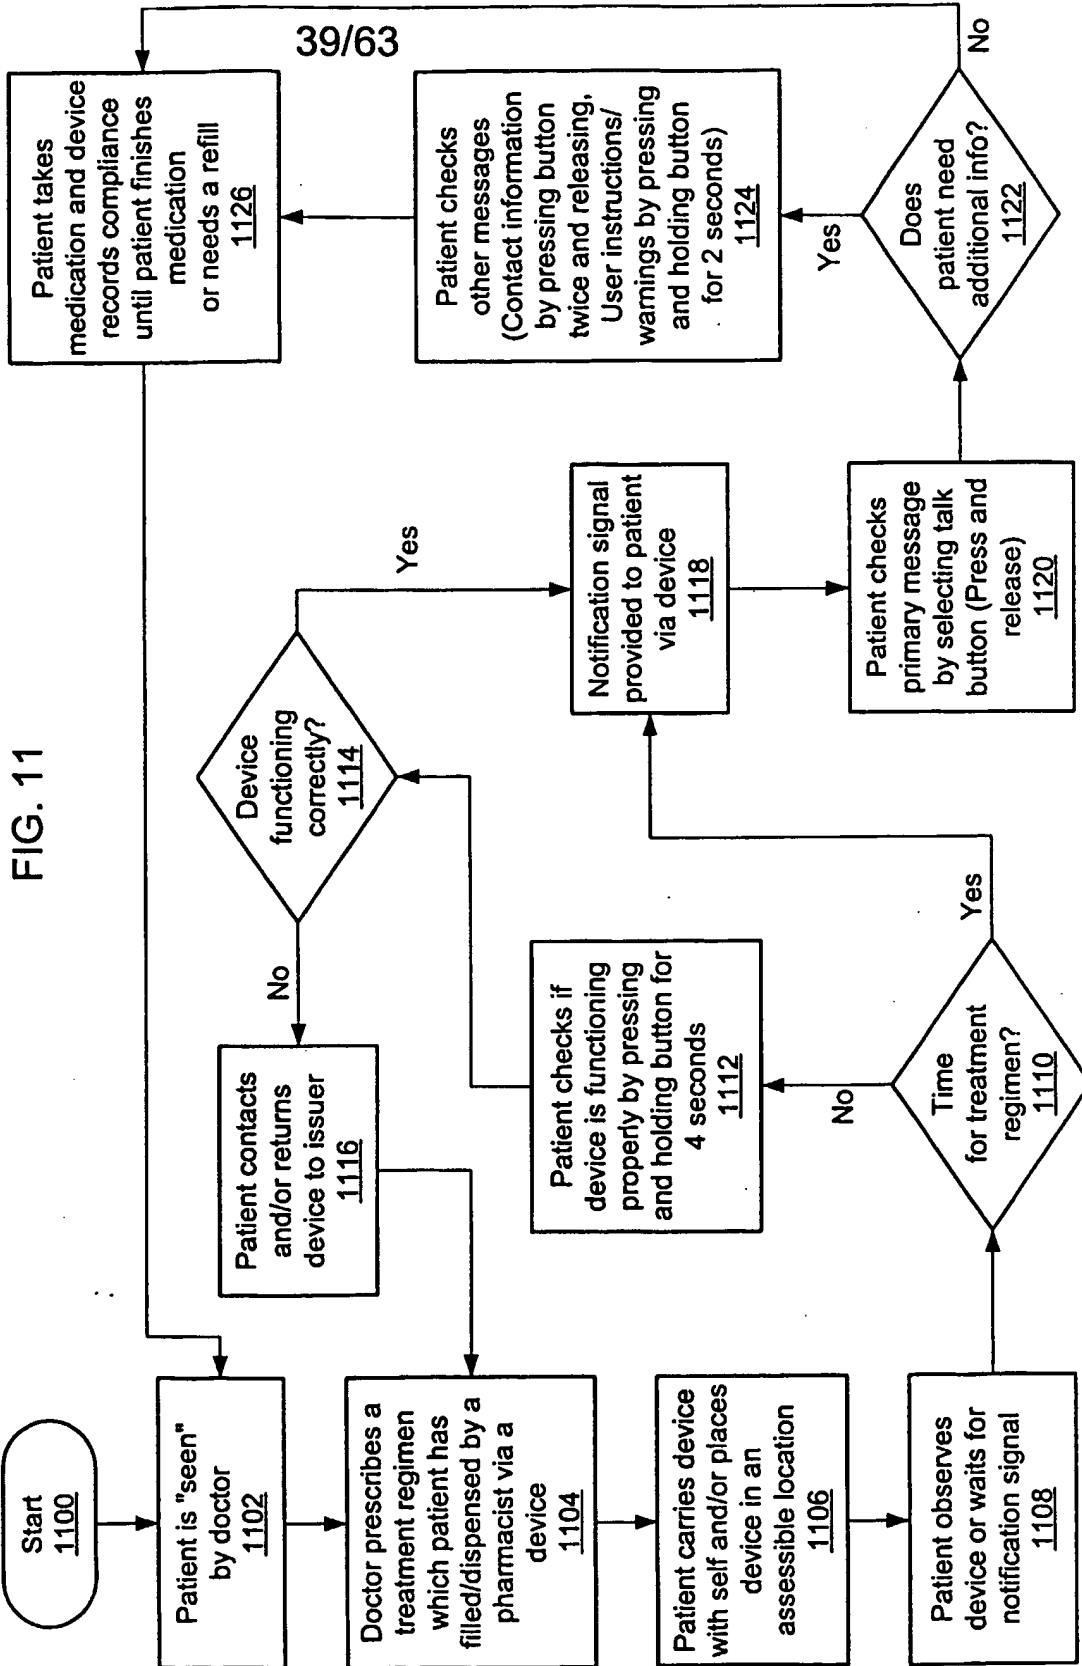 39/63
FIG. 11
Start
1100
Patient is "seen"
by doctor
1102
Doctor prescribes a
treatment regimen
which patient has
filled/dispensed by a
pharmacist via a
device
1104
Patient carries device
with self and/or places
device in an
assessible location
1106
Patient observes
device or waits for
notification signal
1108
Time
for treatment
regimen?
1110
No
Yes
Patient checks if
device is functioning
properly by pressing
and holding button for
4 seconds
1112
Device
functioning
correctly?
1114
No
Yes
Patient contacts
and/or returns
device to issuer
1116
Notification signal
provided to patient
via device
1118
Patient checks
primary message
by selecting talk
button (Press and
release)
1120
Does
patient need
additional info?
1122
Yes
No
Patient checks
other messages
(Contact information
by pressing button
twice and releasing,
User instructions/
warnings by pressing
and holding button
for 2 seconds)
1124
Patient takes
medication and device
records compliance
until patient finishes
medication
or needs a refill
1126